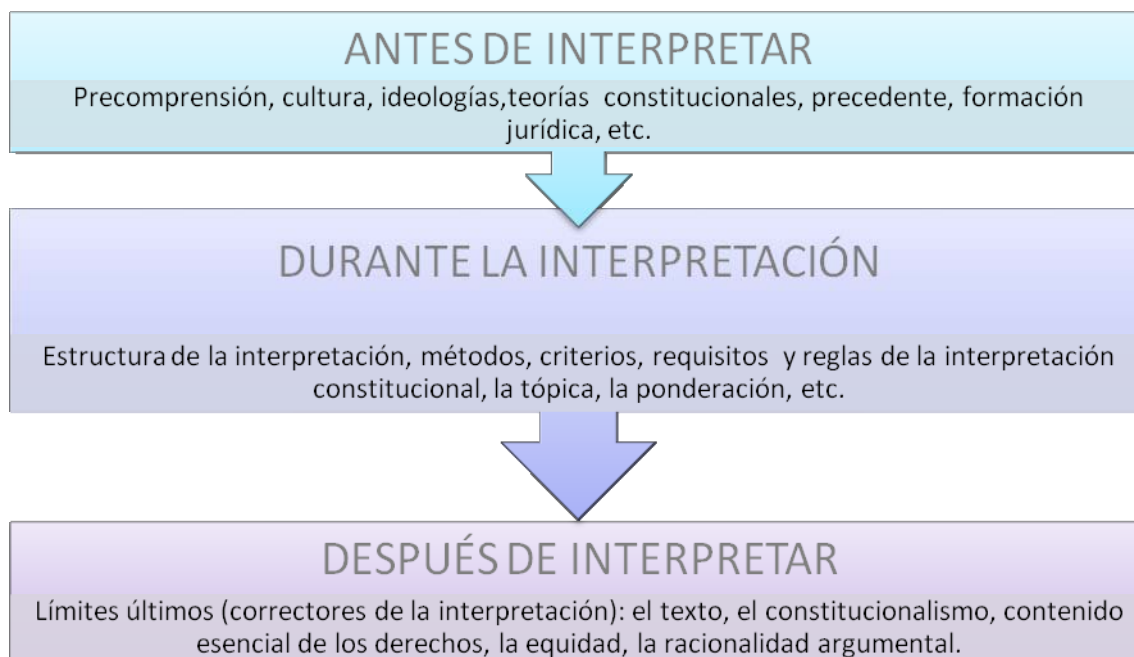 ANTES DE INTERPRETAR
Precomprensión, cultura, ideologías,teorías constitucionales, precedente, formación
jurídica, etc.
DURANTE LA INTERPRETACIÓN
Estructura de la interpretación, métodos, criterios, requisitos y reglas de la interpretación
constitucional, la tópica, la ponderación, etc.
DESPUÉS DE INTERPRETAR
Límites últimos (correctores de la interpretación): el texto, el constitucionalismo, contenido
esencial de los derechos, la equidad, la racionalidad argumental.